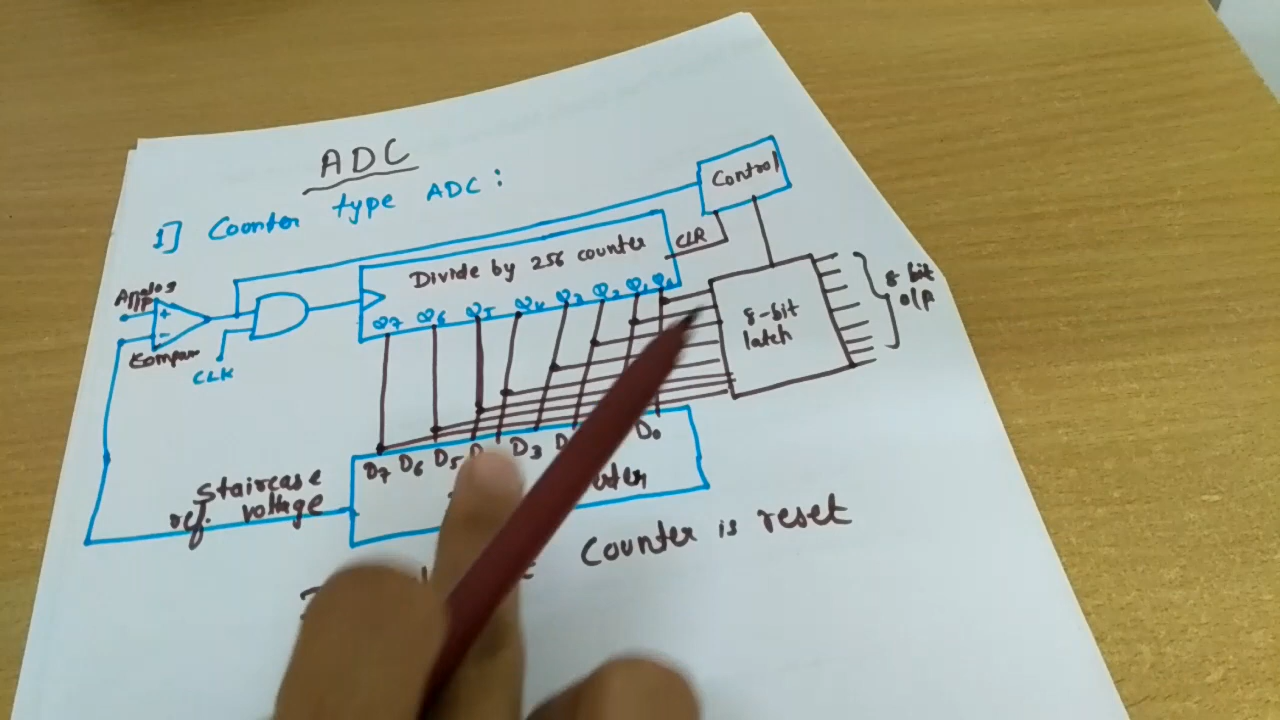 ADC
1] Counter type ADC :
Control
CLR
Divide by 256 counter
Analog
I/P
+
-
Compar
CLK
Q7 Q6 Q5 Q4 Q3 Q2 Q1 Q0
8-bit
latch
8 bit
o/p
D7 D6 D5 D3 D0
Staircase
ref. voltage
Counter is reset